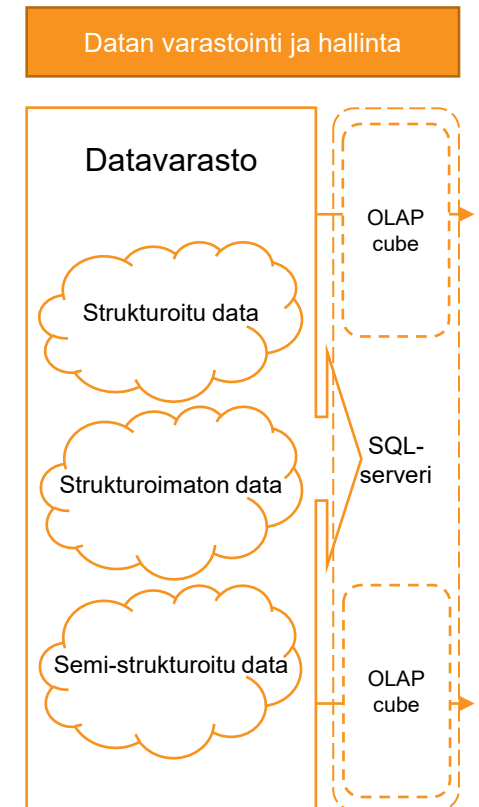 Datan varastointi ja hallinta
Datavarasto
Strukturoitu data
Strukturoimaton data
Semi-strukturoitu data
OLAP
cube
SQL-
serveri
OLAP
cube